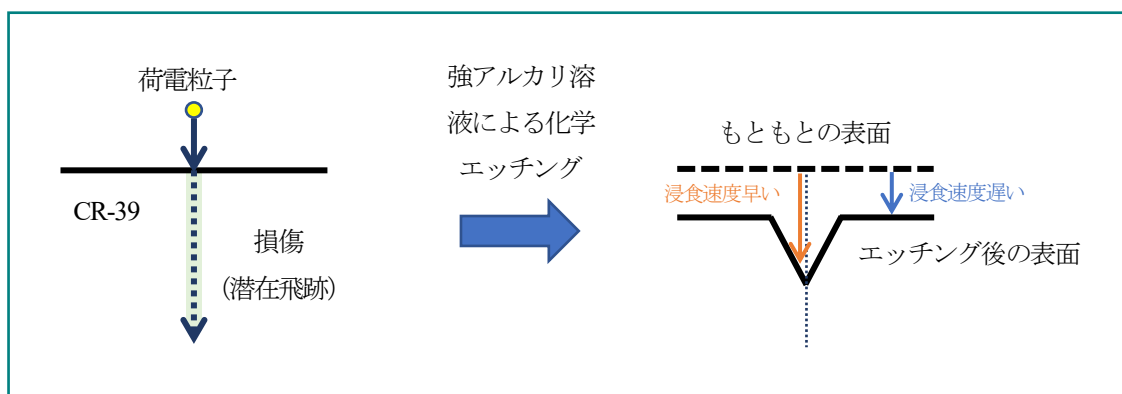 荷電粒子
CR-39
損傷
(潜在飛跡)
強アルカリ溶
液による化学
エッチング
もともとの表面
浸食速度早い
浸食速度遅い
エッチング後の表面